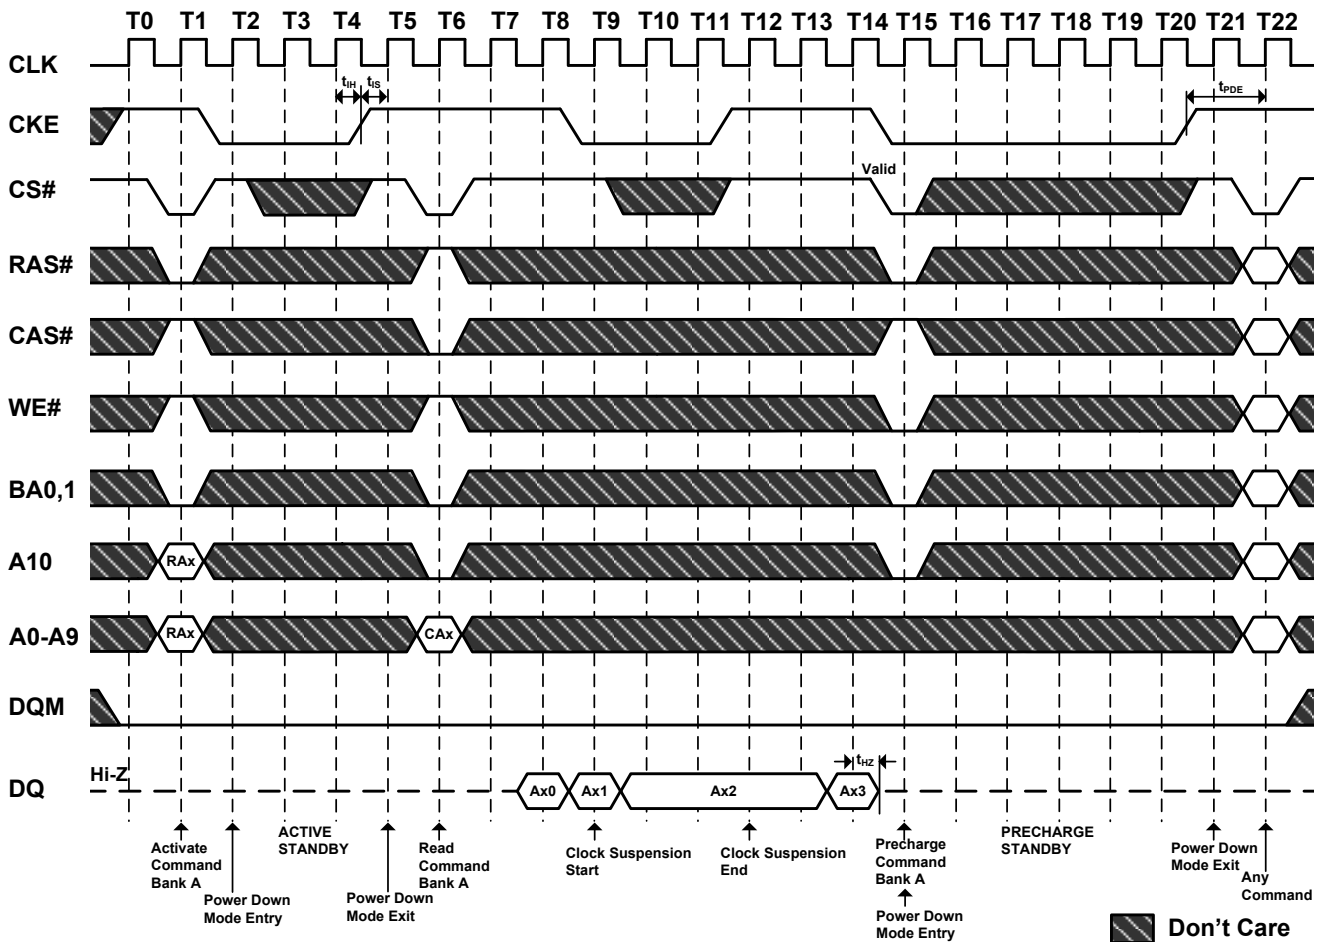 T0 T1 T2 T3 T4 T5 T6 T7 T8 T9 T10 T11 T12 T13 T14 T15 T16 T17 T18 T19 T20 T21 T22
CLK
tIH tIS
tPDE
CKE
Valid
CS#
RAS#
CAS#
WE#
BA0,1
A10
RAx
A0-A9
RAx
CAx
DQM
Hi-Z
tHZ
DQ
Ax0
Ax1
Ax2
Ax3
Activate
Command
Bank A
Power Down
Mode Entry
ACTIVE
STANDBY
Power Down
Mode Exit
Read
Command
Bank A
Clock Suspension
Start
Clock Suspension
End
Precharge
Command
Bank A
Power Down
Mode Entry
PRECHARGE
STANDBY
Power Down
Mode Exit
Any
Command
Don't Care